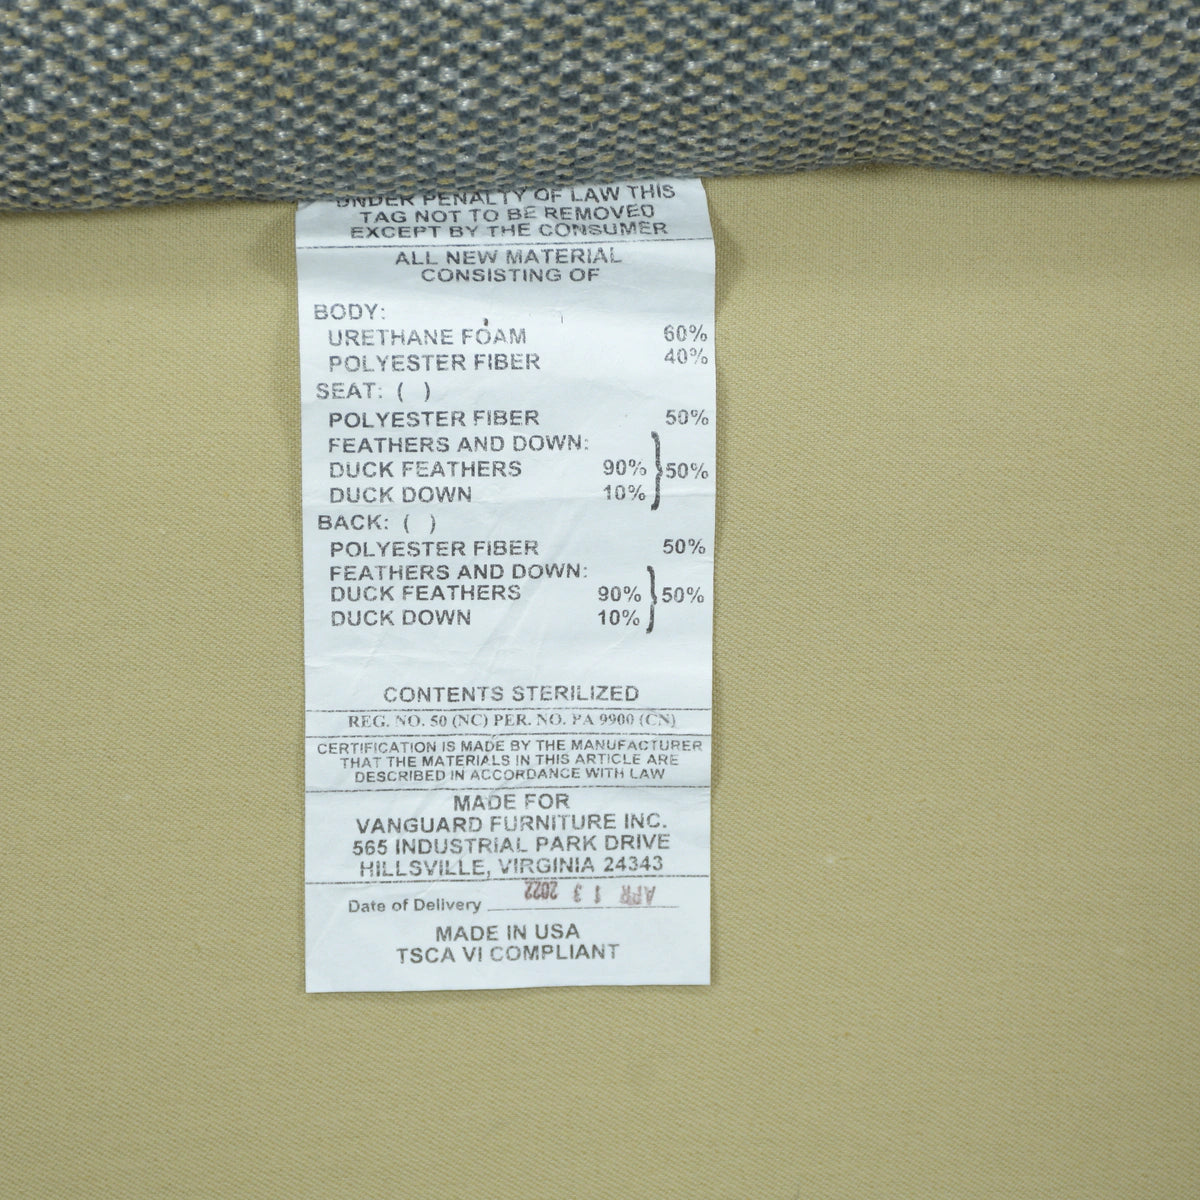 UNDER PENALTY OF LAW THIS
TAG NOT TO BE REMOVED
EXCEPT BY THE CONSUMER
ALL NEW MATERIAL
CONSISTING OF
BODY:
URETHANE FOAM 60%
POLYESTER FIBER 40%
SEAT: ( )
POLYESTER FIBER 50%
FEATHERS AND DOWN:
DUCK FEATHERS 90% } 50%
DUCK DOWN 10%
BACK: ( )
POLYESTER FIBER 50%
FEATHERS AND DOWN:
DUCK FEATHERS 90% } 50%
DUCK DOWN 10%
CONTENTS STERILIZED
REG. NO. 50 (NC) PER. NO. PA 9900 (CN)
CERTIFICATION IS MADE BY THE MANUFACTURER
THAT THE MATERIALS IN THIS ARTICLE ARE
DESCRIBED IN ACCORDANCE WITH LAW
MADE FOR
VANGUARD FURNITURE INC.
565 INDUSTRIAL PARK DRIVE
HILLSVILLE, VIRGINIA 24343
Date of Delivery APR 13 2022
MADE IN USA
TSCA VI COMPLIANT